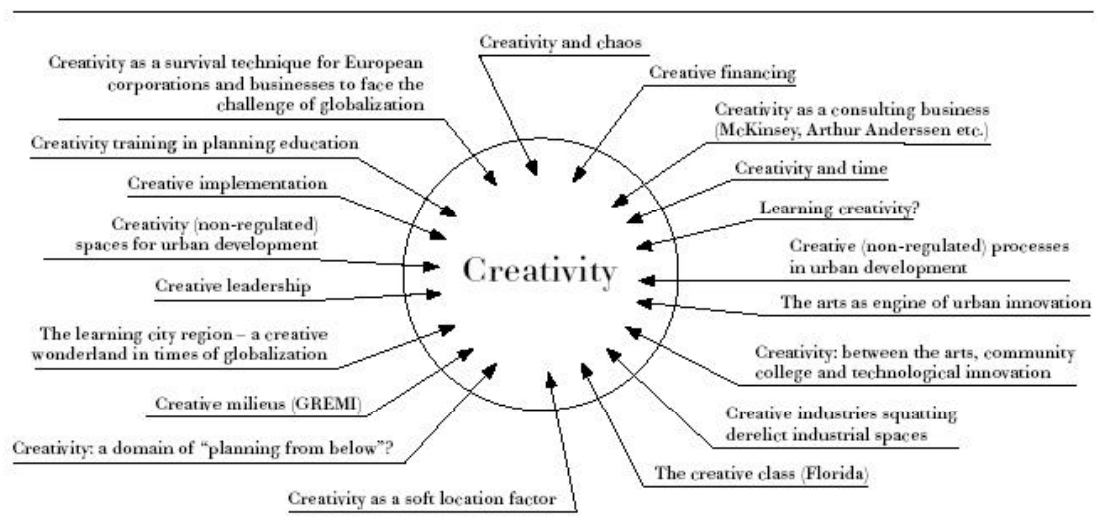 Creativity and chaos
Creativity as a survival technique for European
corporations and businesses to face the
challenge of globalization
Creative financing
Creativity as a consulting business
(McKinsey, Arthur Anderssen etc.)
Creativity training in planning education
Creativity and time
Creative implementation
Learning creativity?
Creativity (non-regulated)
spaces for urban development
Creative (non-regulated) processes
in urban development
Creativity
Creative leadership
The arts as engine of urban innovation
The learning city region – a creative
wonderland in times of globalization
Creativity: between the arts, community
college and technological innovation
Creative milieus (GREMI)
Creative industries squatting
derelict industrial spaces
Creativity: a domain of “planning from below”?
The creative class (Florida)
Creativity as a soft location factor